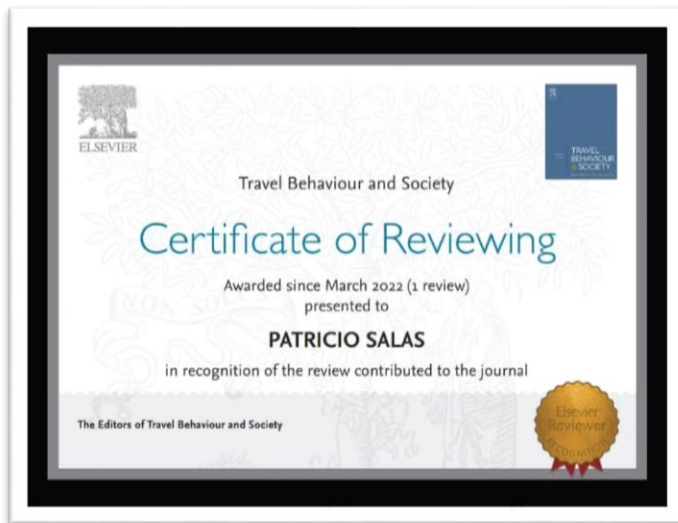 ELSEVIER
TRAVEL
BEHAVIOUR
& SOCIETY
Travel Behaviour and Society
Certificate of Reviewing
Awarded since March 2022 (1 review)
presented to
PATRICIO SALAS
in recognition of the review contributed to the journal
The Editors of Travel Behaviour and Society
Elsevier
Reviewer
RECOGNITION
NON SOLUS